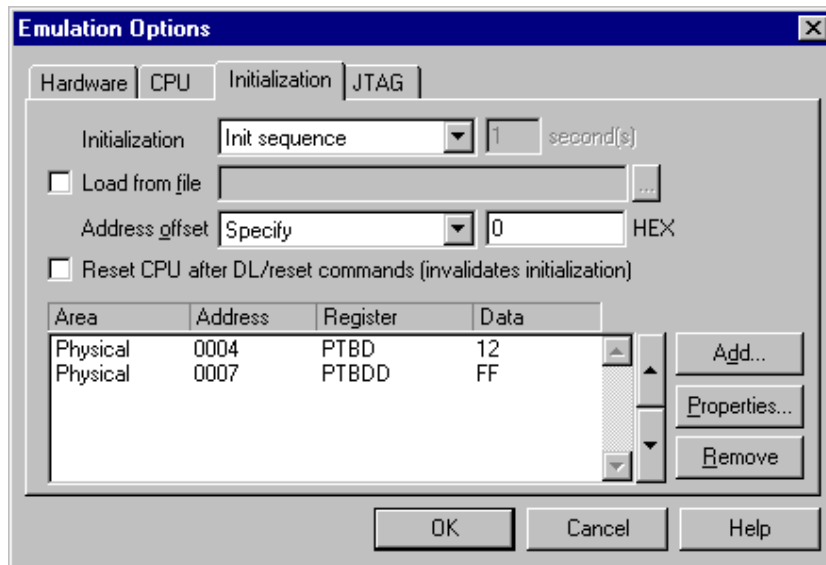 Emulation Options
Hardware CPU Initialization JTAG
Initialization Init sequence 1 second(s)
Load from file ...
Address offset Specify 0 HEX
Reset CPU after DL/reset commands (invalidates initialization)
Area Address Register Data
Physical 0004 PTBD 12 Add...
Physical 0007 PTBDD FF
Properties...
Remove
OK Cancel Help